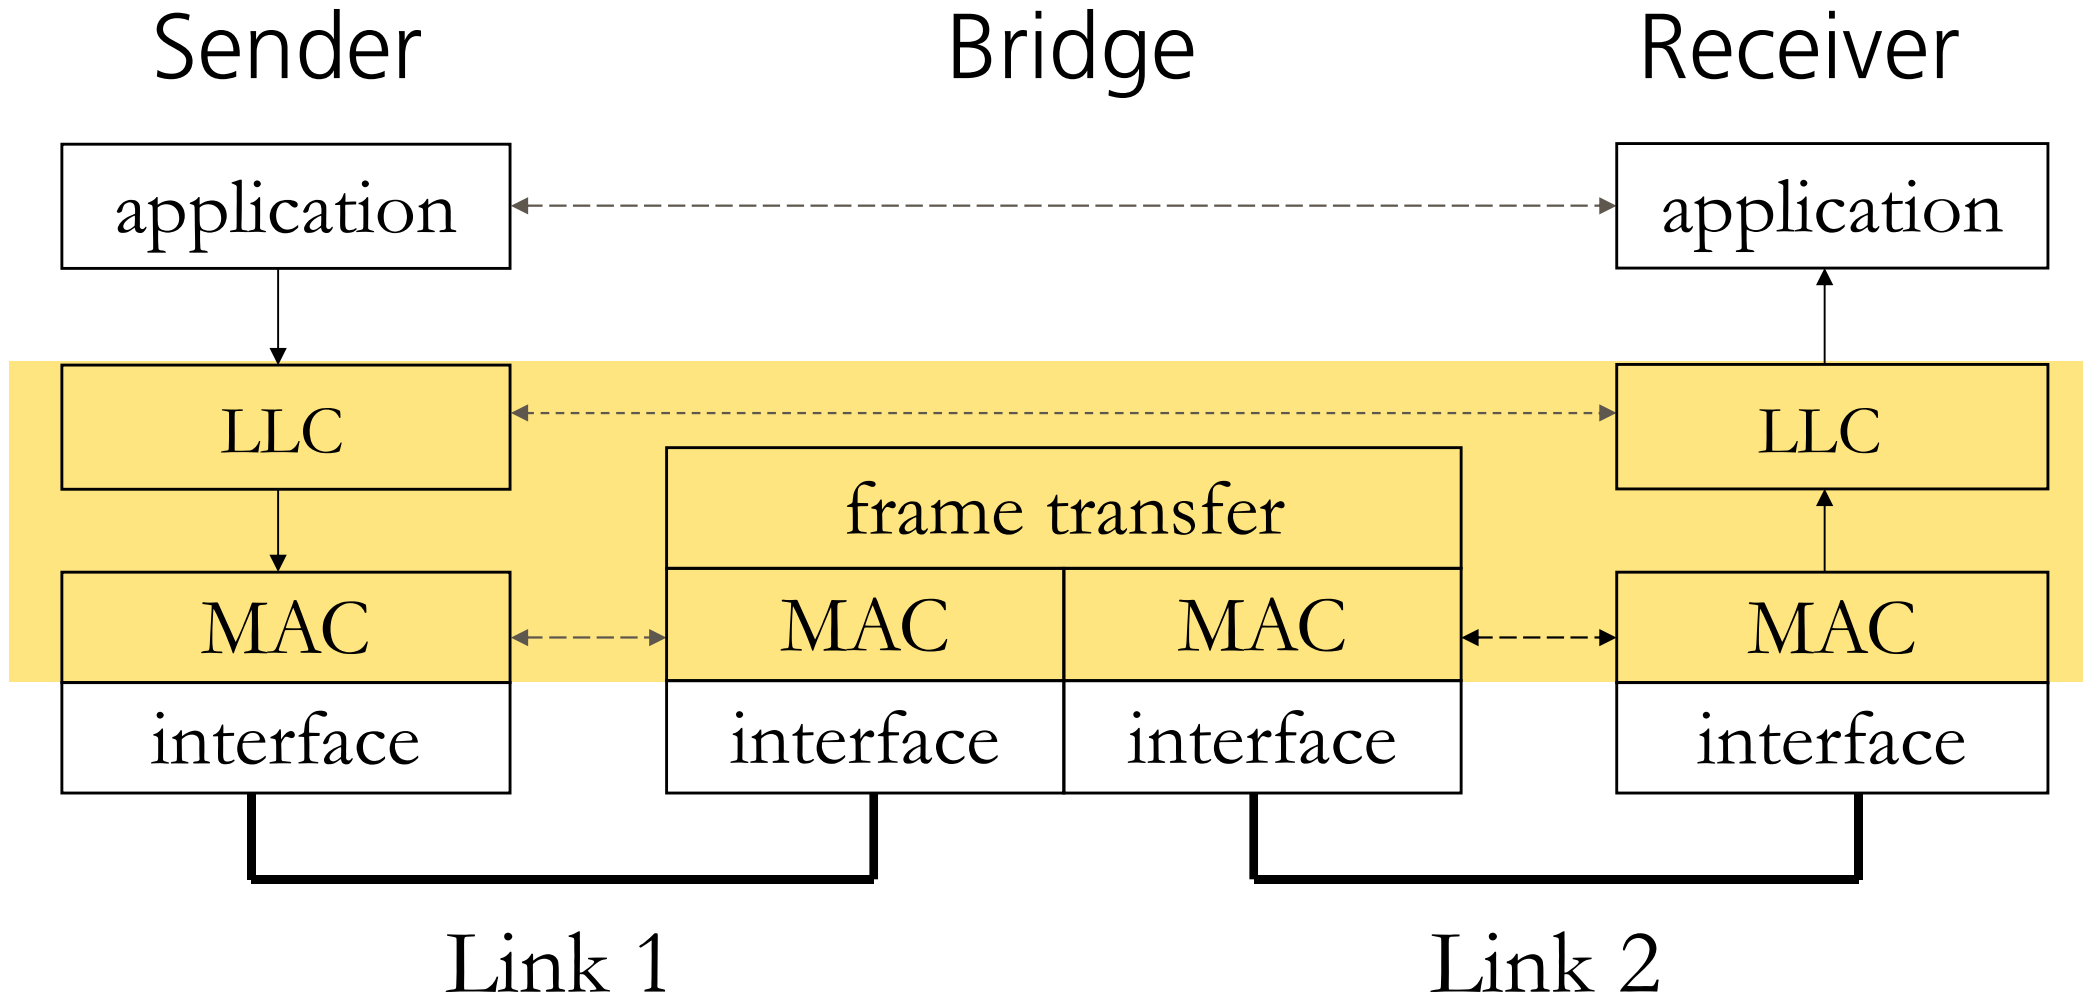 Sender
Bridge
Receiver
application
application
LLC
LLC
frame transfer
MAC
MAC
MAC
MAC
interface
interface
interface
interface
Link 1
Link 2